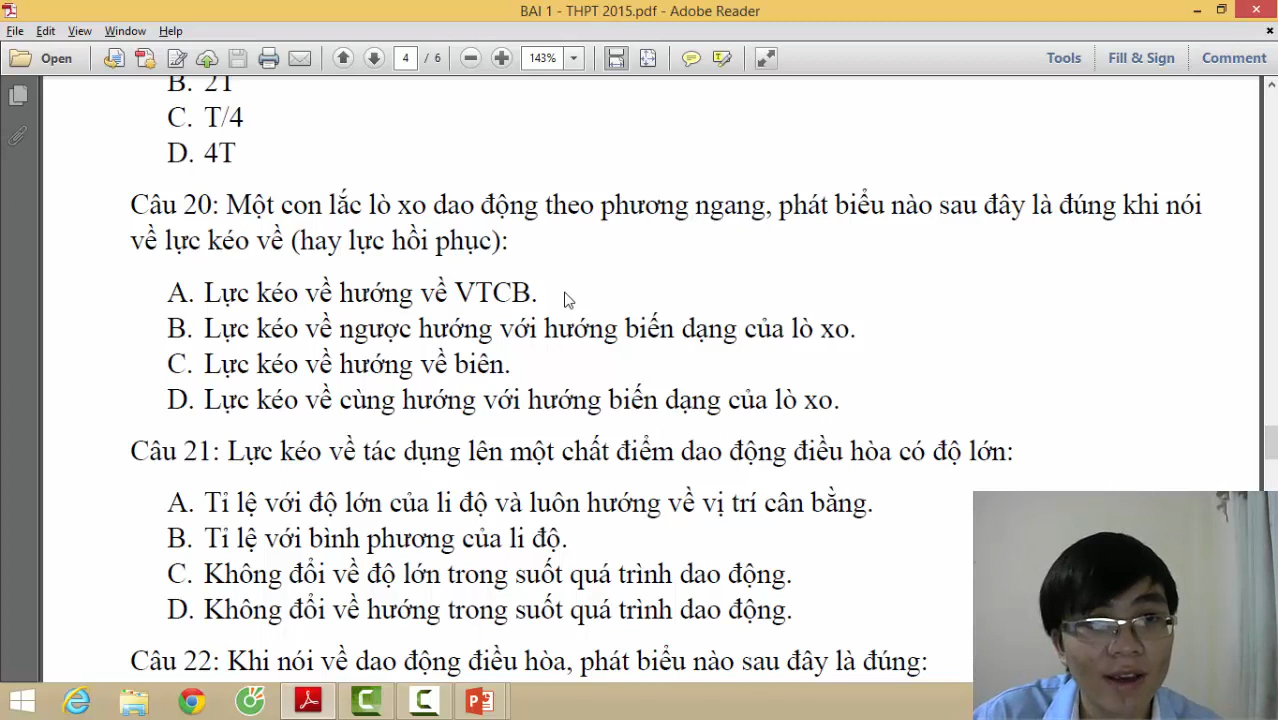 BAI 1 - THPT 2015.pdf - Adobe Reader
File Edit View Window Help
Open 4 / 6 143% Tools Fill & Sign Comment
B. 2T
C. T/4
D. 4T
Câu 20: Một con lắc lò xo dao động theo phương ngang, phát biểu nào sau đây là đúng khi nói
về lực kéo về (hay lực hồi phục):
A. Lực kéo về hướng về VTCB.
B. Lực kéo về ngược hướng với hướng biến dạng của lò xo.
C. Lực kéo về hướng về biên.
D. Lực kéo về cùng hướng với hướng biến dạng của lò xo.
Câu 21: Lực kéo về tác dụng lên một chất điểm dao động điều hòa có độ lớn:
A. Tỉ lệ với độ lớn của li độ và luôn hướng về vị trí cân bằng.
B. Tỉ lệ với bình phương của li độ.
C. Không đổi về độ lớn trong suốt quá trình dao động.
D. Không đổi về hướng trong suốt quá trình dao động.
Câu 22: Khi nói về dao động điều hòa, phát biểu nào sau đây là đúng: